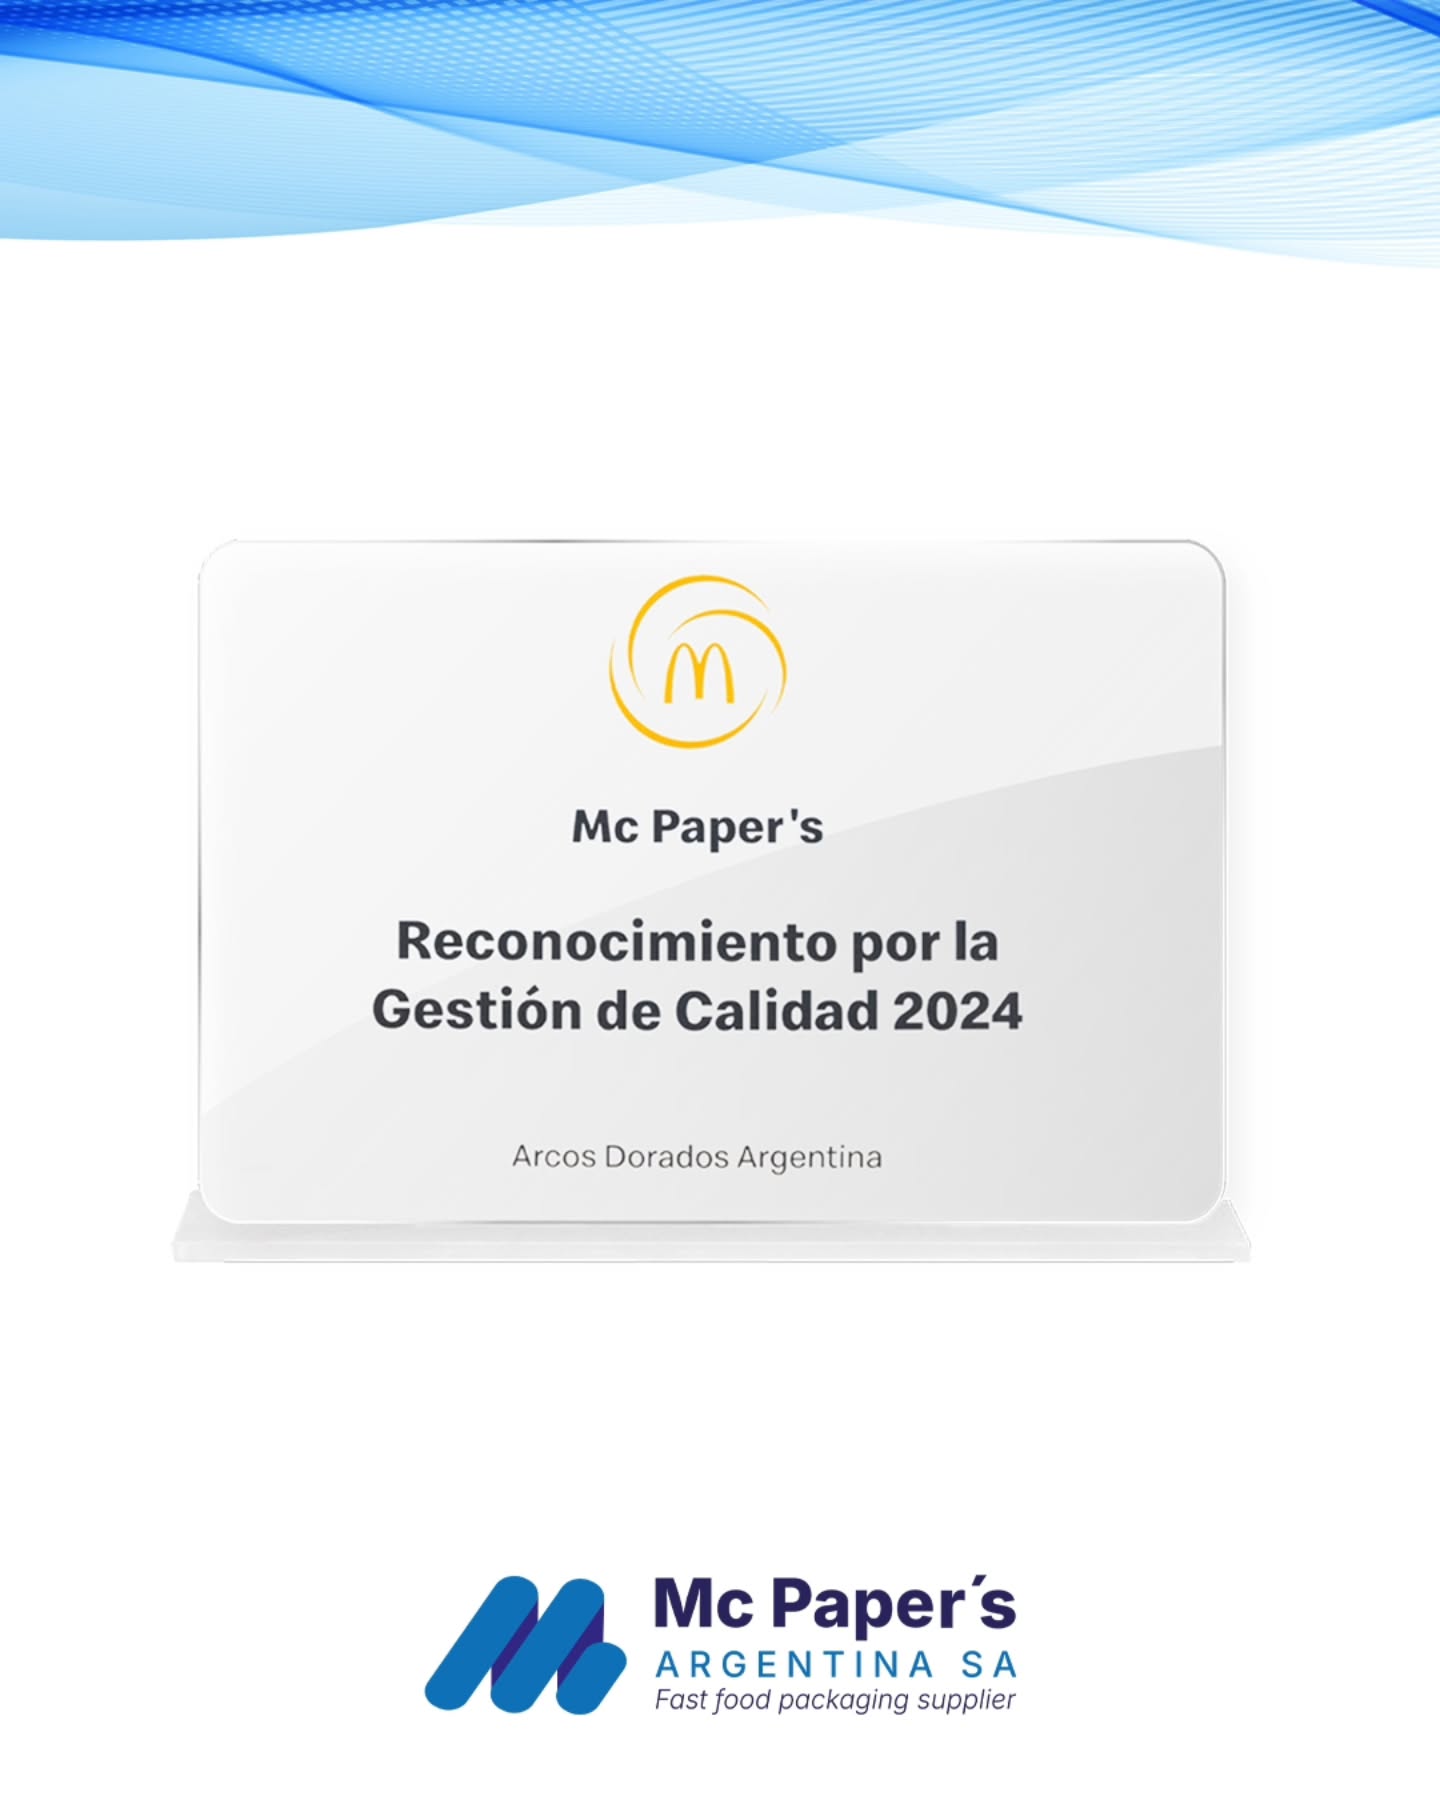 Mc Paper's
Reconocimiento por la
Gestión de Calidad 2024
Arcos Dorados Argentina
Mc Paper´s
ARGENTINA SA
Fast food packaging supplier